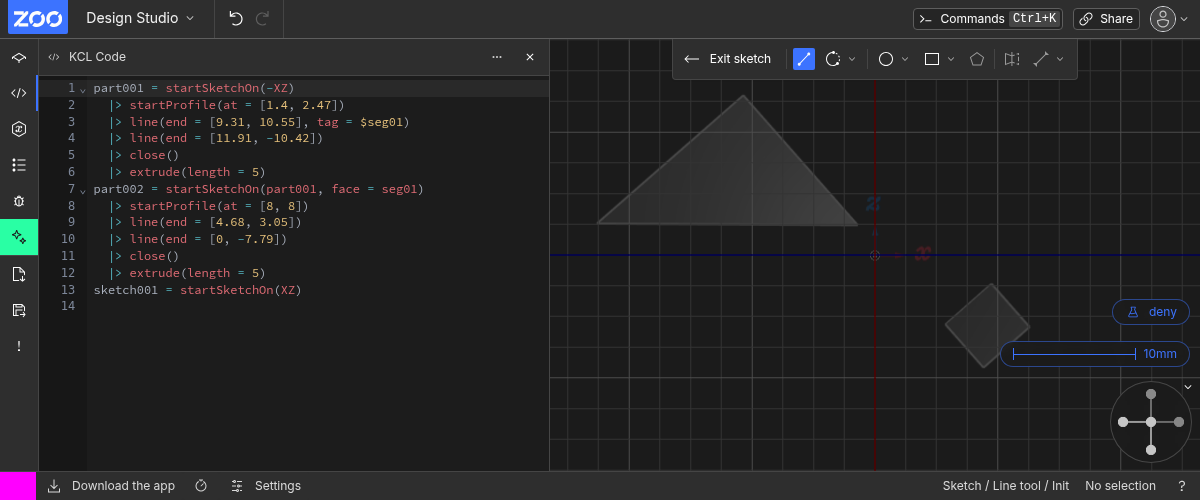 ZOO Design Studio Commands Ctrl+K Share
KCL Code
Exit sketch
1 part001 = startSketchOn(-XZ)
2 |> startProfile(at = [1.4, 2.47])
3 |> line(end = [9.31, 10.55], tag = $seg01)
4 |> line(end = [11.91, -10.42])
5 |> close()
6 |> extrude(length = 5)
7 part002 = startSketchOn(part001, face = seg01)
8 |> startProfile(at = [8, 8])
9 |> line(end = [4.68, 3.05])
10 |> line(end = [0, -7.79])
11 |> close()
12 |> extrude(length = 5)
13 sketch001 = startSketchOn(XZ)
14
deny
10mm
Download the app Settings Sketch / Line tool / Init No selection ?